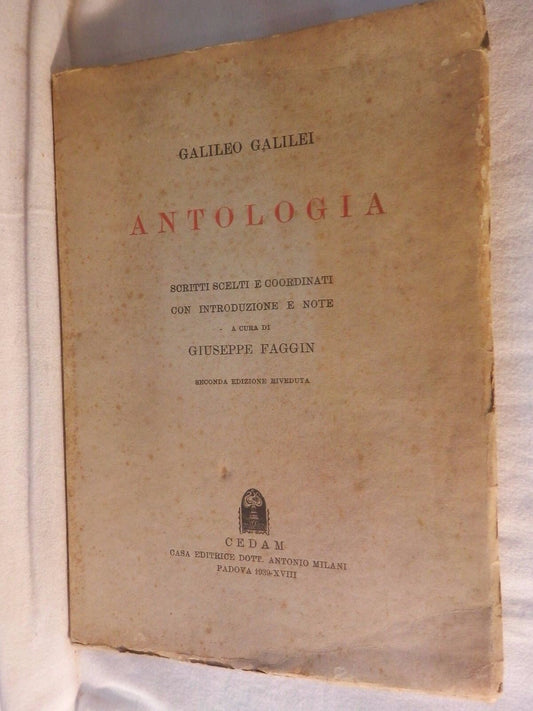 GALILEO GALILEI
ANTOLOGIA
SCRITTI SCELTI E COORDINATI
CON INTRODUZIONE E NOTE
- A CURA DI
GIUSEPPE FAGGIN
SECONDA EDIZIONE RIVEDUTA
CEDAM
CASA EDITRICE DOTT. ANTONIO MILANI
PADOVA 1939-XVIII